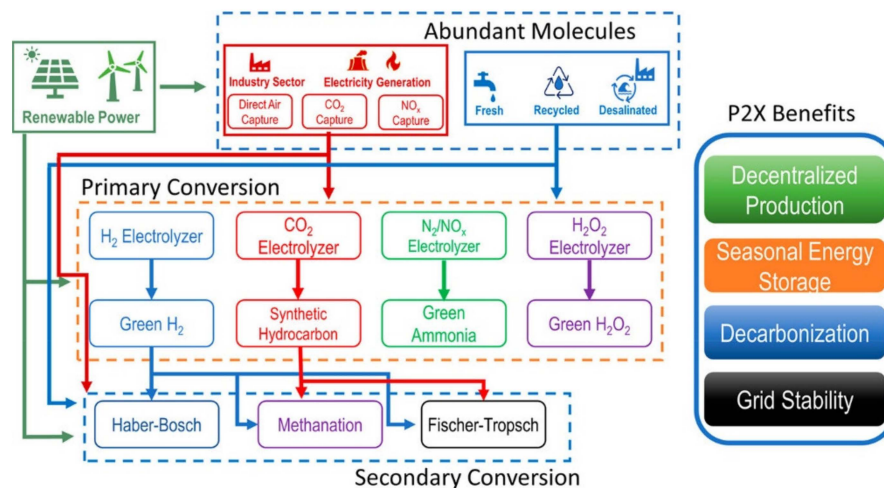 Abundant Molecules
Renewable Power
Industry Sector
Electricity Generation
Direct Air
Capture
CO₂
Capture
NOₓ
Capture
Fresh
Recycled
Desalinated
P2X Benefits
Decentralized
Production
Seasonal Energy
Storage
Decarbonization
Grid Stability
Primary Conversion
H₂ Electrolyzer
CO₂
Electrolyzer
N₂/NOₓ
Electrolyzer
H₂O₂
Electrolyzer
Green H₂
Synthetic
Hydrocarbon
Green
Ammonia
Green H₂O₂
Haber-Bosch
Methanation
Fischer-Tropsch
Secondary Conversion